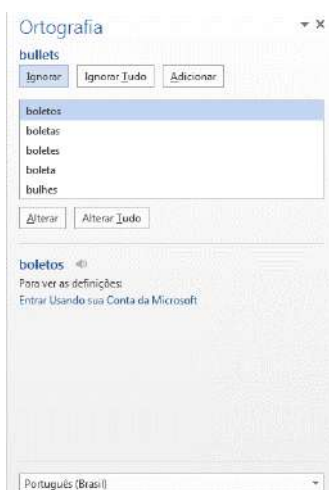 Ortografia
bullets
Ignorar Ignorar Tudo Adicionar
boletos
boletas
boletes
boleta
bulhes
Alterar Alterar Tudo
boletos
Para ver as definições:
Entrar Usando sua Conta da Microsoft
Português (Brasil)